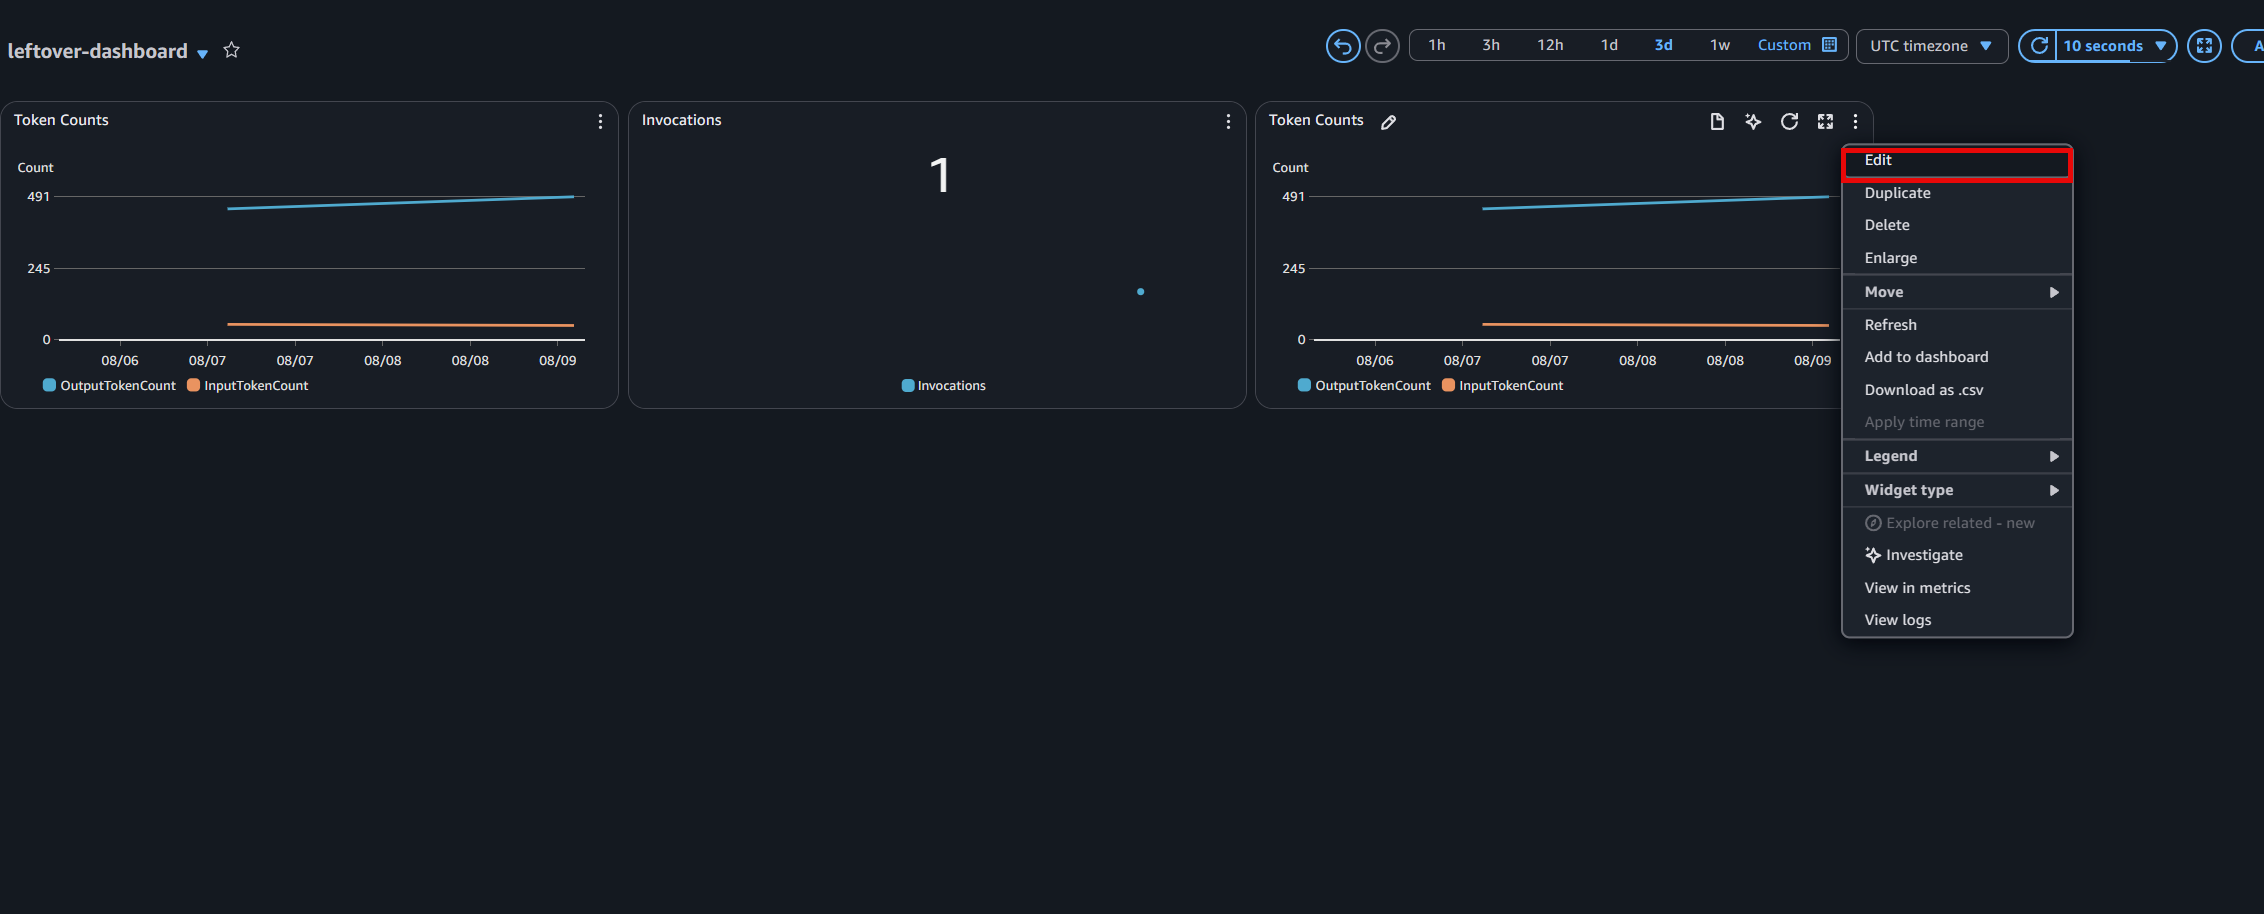 leftover-dashboard
1h 3h 12h 1d 3d 1w Custom
UTC timezone
10 seconds
A
Token Counts
Count
491
245
0
08/06 08/07 08/07 08/08 08/08 08/09
OutputTokenCount InputTokenCount
Invocations
1
Invocations
Token Counts
Count
491
245
0
08/06 08/07 08/07 08/08 08/08 08/09
OutputTokenCount InputTokenCount
Edit
Duplicate
Delete
Enlarge
Move
Refresh
Add to dashboard
Download as .csv
Apply time range
Legend
Widget type
Explore related - new
Investigate
View in metrics
View logs